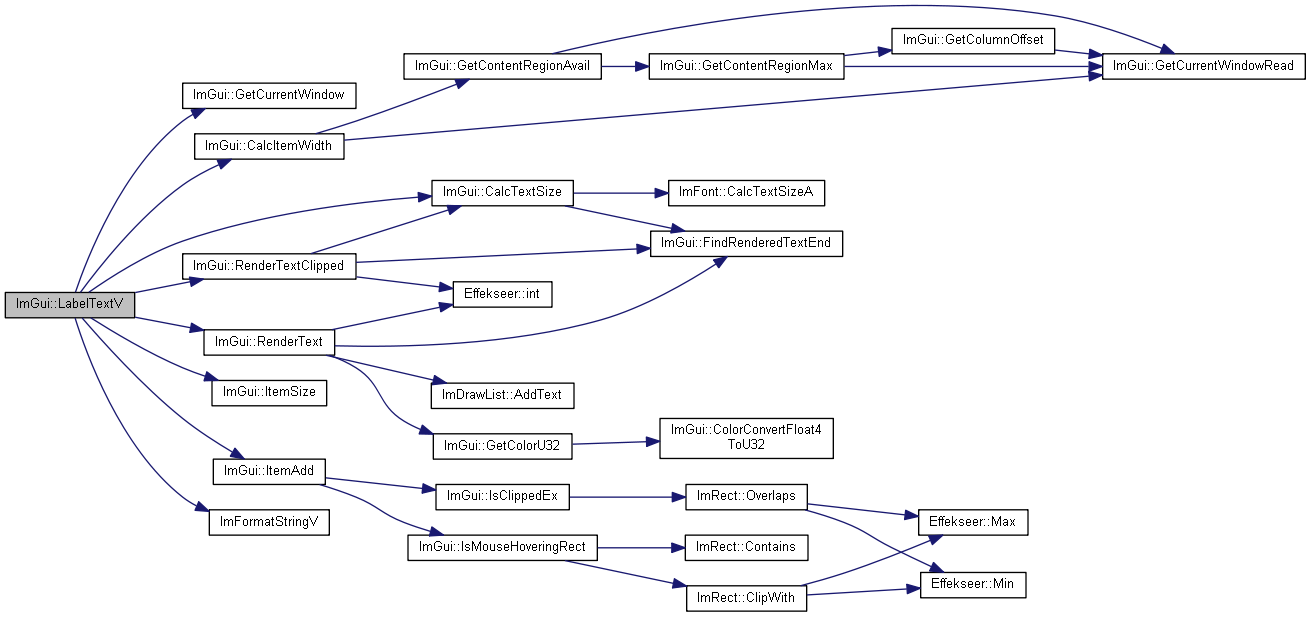 ImGui::GetColumnOffset
ImGui::GetContentRegionAvail
ImGui::GetContentRegionMax
ImGui::GetCurrentWindowRead
ImGui::GetCurrentWindow
ImGui::CalcItemWidth
ImGui::CalcTextSize
ImFont::CalcTextSizeA
ImGui::FindRenderedTextEnd
ImGui::RenderTextClipped
Effekseer::int
ImGui::LabelTextV
ImGui::RenderText
ImGui::ItemSize
ImDrawList::AddText
ImGui::GetColorU32
ImGui::ColorConvertFloat4
ToU32
ImGui::ItemAdd
ImGui::IsClippedEx
ImRect::Overlaps
ImFormatStringV
Effekseer::Max
ImGui::IsMouseHoveringRect
ImRect::Contains
Effekseer::Min
ImRect::ClipWith